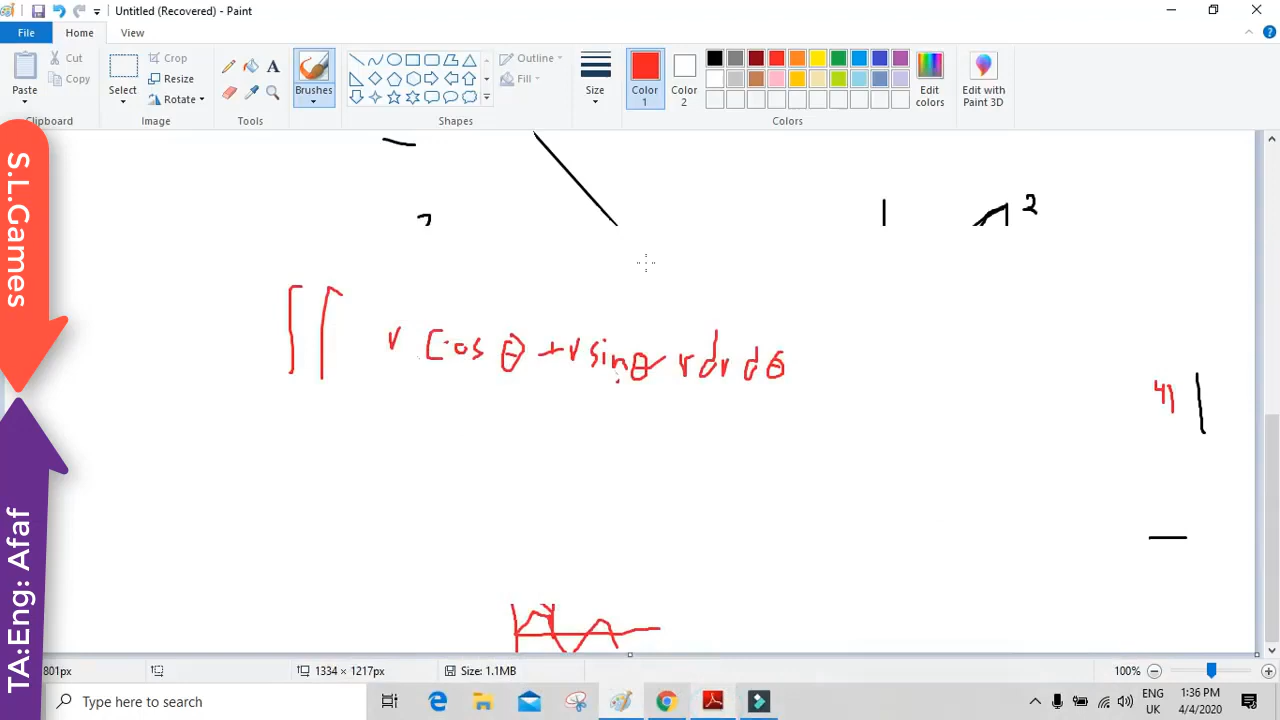 Untitled (Recovered) - Paint
File
Home
View
Paste
Cut
Copy
Clipboard
Select
Crop
Resize
Rotate
Image
A
Tools
Brushes
Shapes
Outline
Fill
Size
Color 1
Color 2
Edit colors
Edit with Paint 3D
Colors
S.L.Games
TA:Eng: Afaf
2
∬ r cos θ + r sin θ r dr dθ
801px
1334 × 1217px
Size: 1.1MB
100%
Type here to search
ENG
UK
1:36 PM
4/4/2020